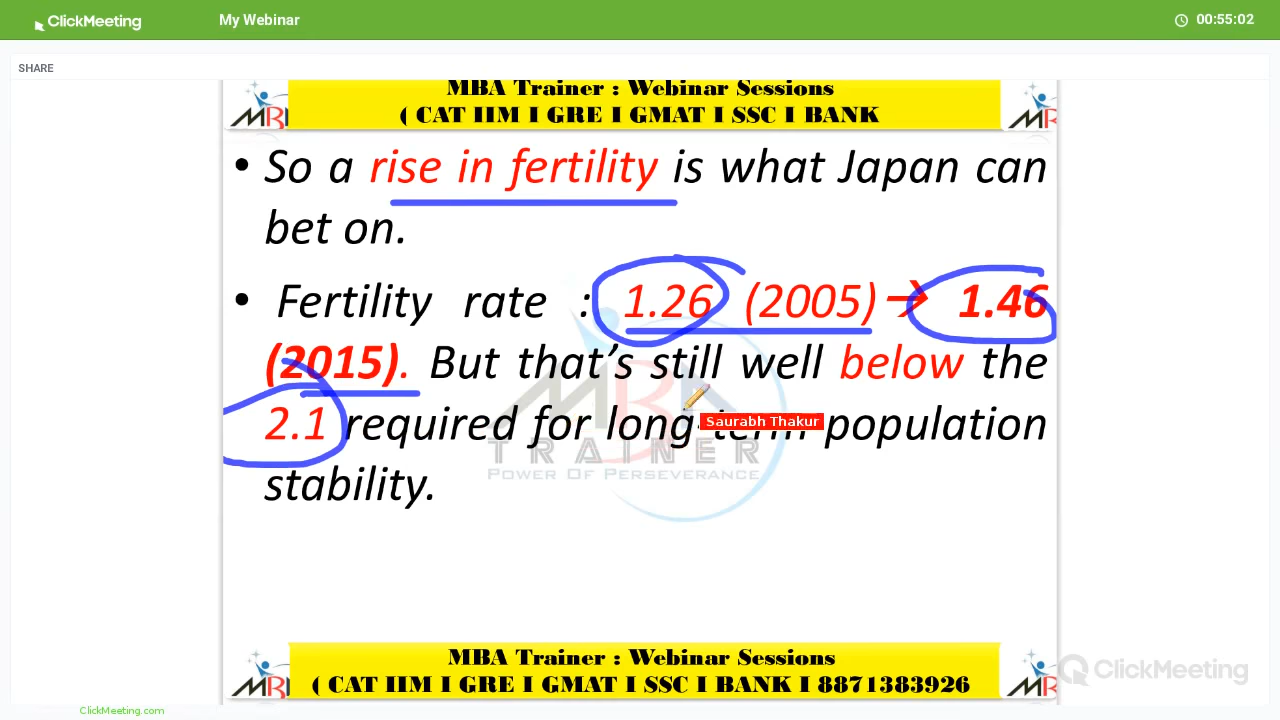 ClickMeeting My Webinar 00:55:02
SHARE
MBA Trainer : Webinar Sessions
( CAT IIM I GRE I GMAT I SSC I BANK
• So a rise in fertility is what Japan can
bet on.
• Fertility rate : 1.26 (2005)→ 1.46
(2015). But that's still well below the
2.1 required for long-term population
Saurabh Thakur
stability.
TRAINER
POWER OF PERSEVERANCE
MBA Trainer : Webinar Sessions
( CAT IIM I GRE I GMAT I SSC I BANK I 8871383926
ClickMeeting
ClickMeeting.com